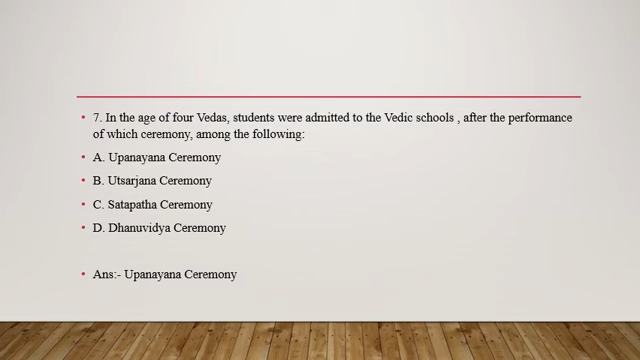 7. In the age of four Vedas, students were admitted to the Vedic schools , after the performance
of which ceremony, among the following:
A. Upanayana Ceremony
B. Utsarjana Ceremony
C. Satapatha Ceremony
D. Dhanuvidya Ceremony
Ans:- Upanayana Ceremony